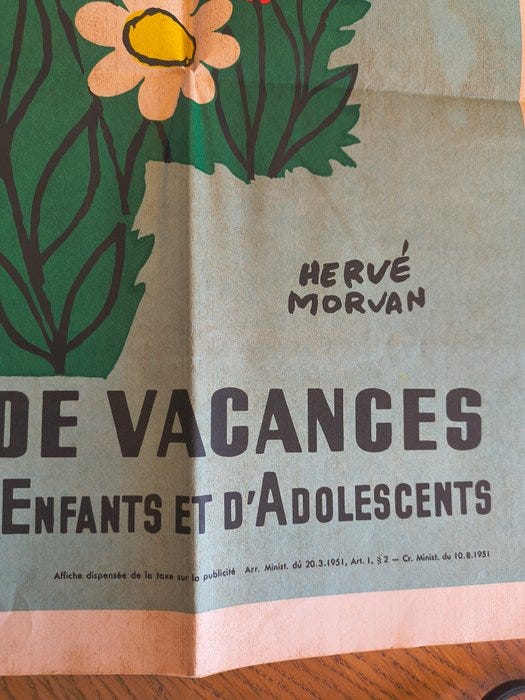 HERVÉ
MORVAN
DE VACANCES
ENFANTS ET D'ADOLESCENTS
Affiche dispensée de la taxe sur la publicité Arr. Minist. dû 20.3.1951, Art. 1, § 2 — Cr. Minist. du 10.8.1951